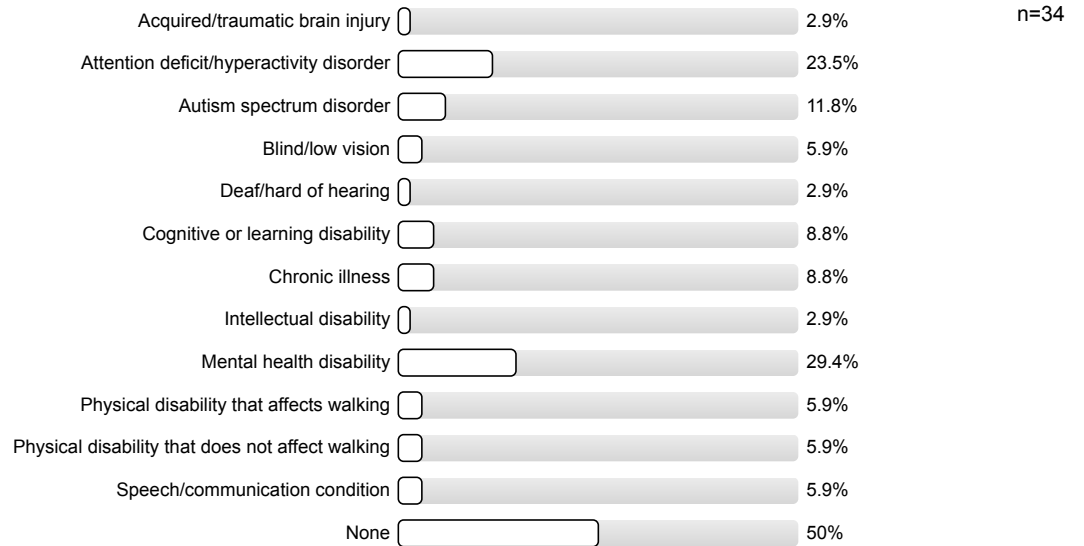 n=34
Acquired/traumatic brain injury 2.9%
Attention deficit/hyperactivity disorder 23.5%
Autism spectrum disorder 11.8%
Blind/low vision 5.9%
Deaf/hard of hearing 2.9%
Cognitive or learning disability 8.8%
Chronic illness 8.8%
Intellectual disability 2.9%
Mental health disability 29.4%
Physical disability that affects walking 5.9%
Physical disability that does not affect walking 5.9%
Speech/communication condition 5.9%
None 50%